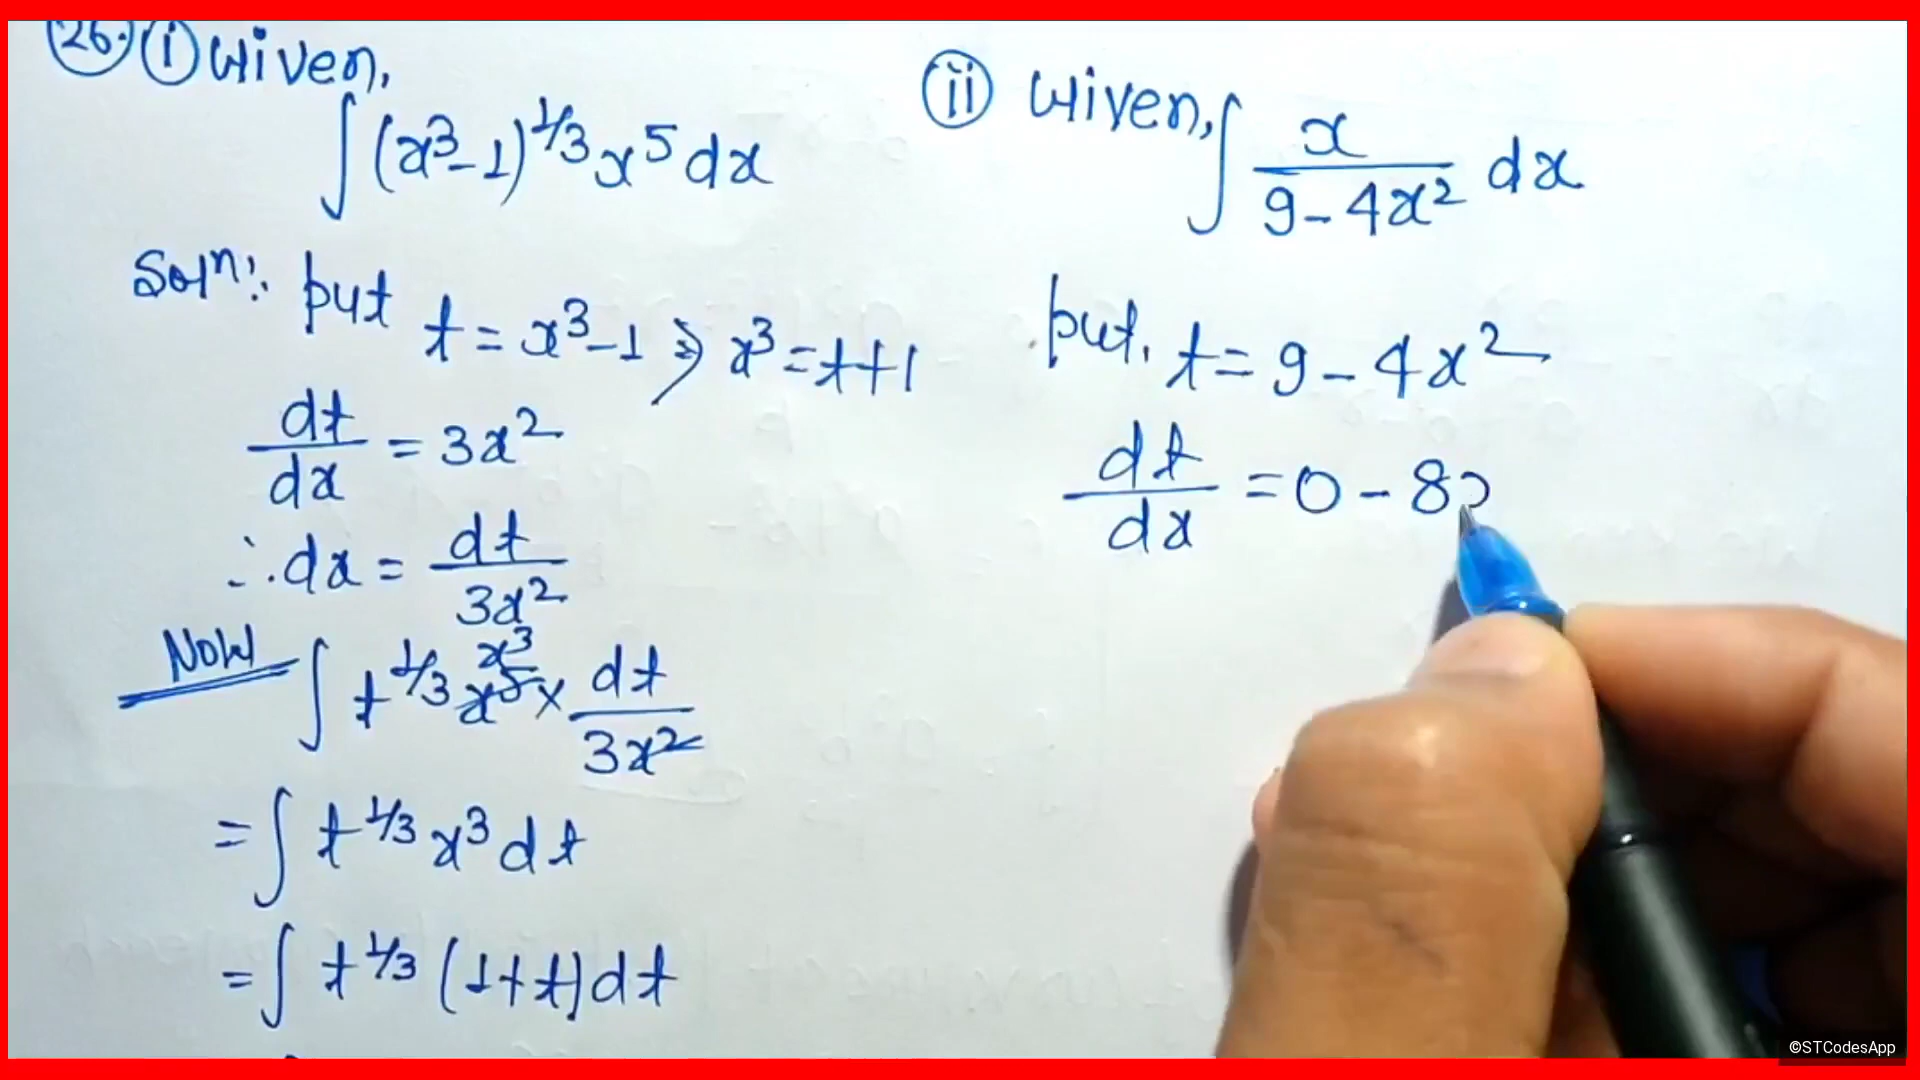 26. (i) Given,
∫ (x³-1)^1/3 x⁵ dx
Solⁿ:. put t = x³-1 ⇒ x³ = t+1
dt/dx = 3x²
∴ dx = dt/3x²
Now ∫ t^1/3 x⁵ x³ × dt/3x²
= ∫ t^1/3 x³ dt
= ∫ t^1/3 (1+t) dt
(ii) Given, ∫ x/(9-4x²) dx
put, t = 9-4x²
dt/dx = 0-8
©STCodesApp